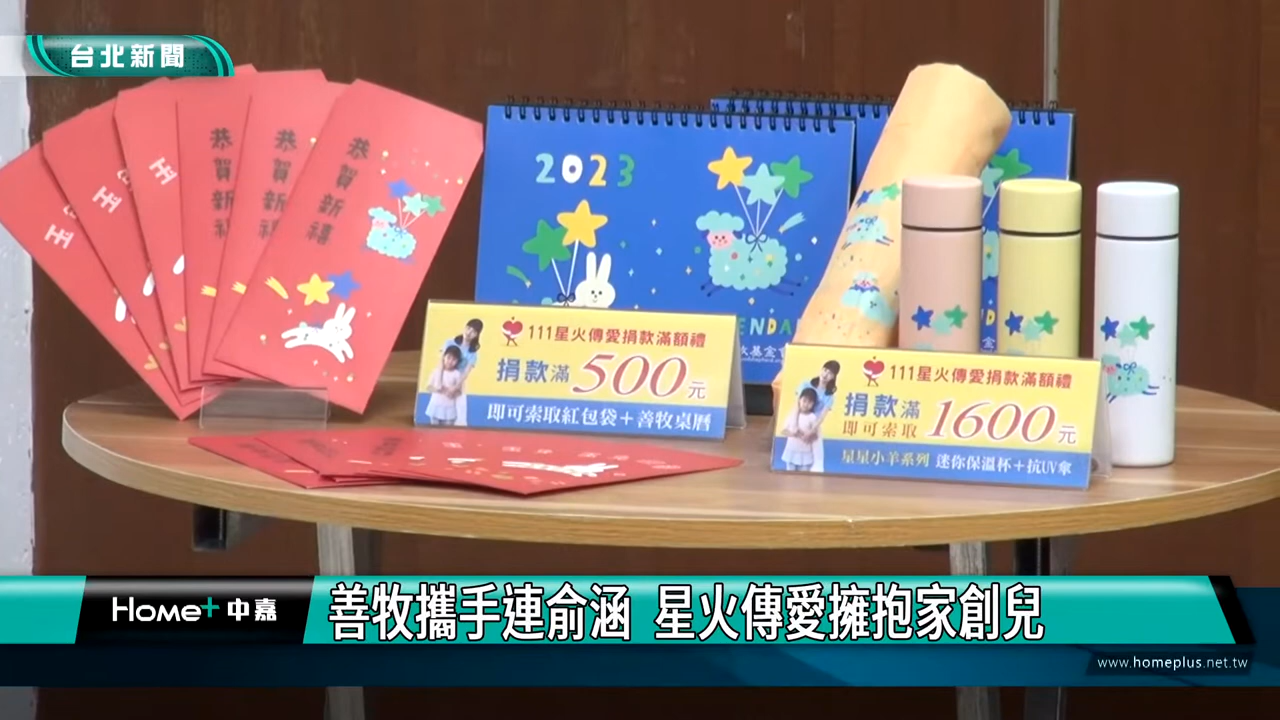 台北新聞
恭賀新禧
恭賀新禧
恭賀新
2023
111星火傳愛捐款滿額禮
捐款滿500元
即可索取紅包袋+善牧桌曆
111星火傳愛捐款滿額禮
捐款滿
即可索取 1600元
星星小羊系列 迷你保溫杯+抗UV傘
Home+中嘉
善牧攜手連俞涵 星火傳愛擁抱家創兒
www.homeplus.net.tw